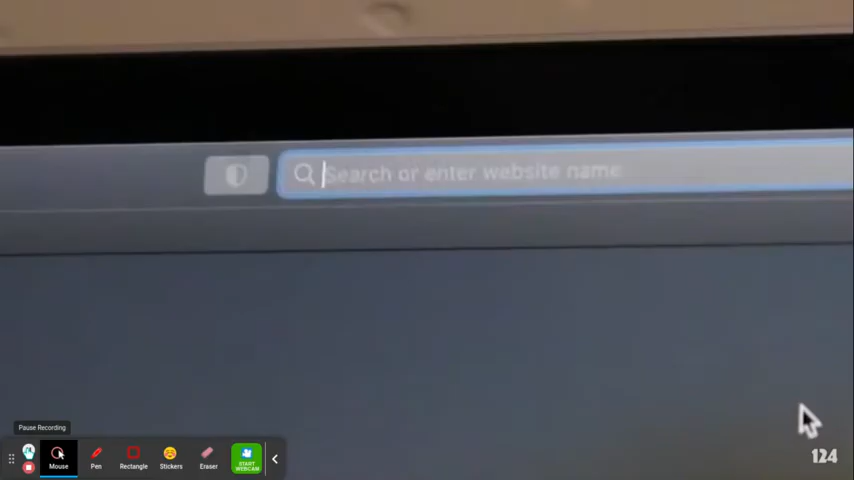 Search or enter website name
Pause Recording
Mouse
Pen
Rectangle
Stickers
Eraser
START
WEBCAM
124